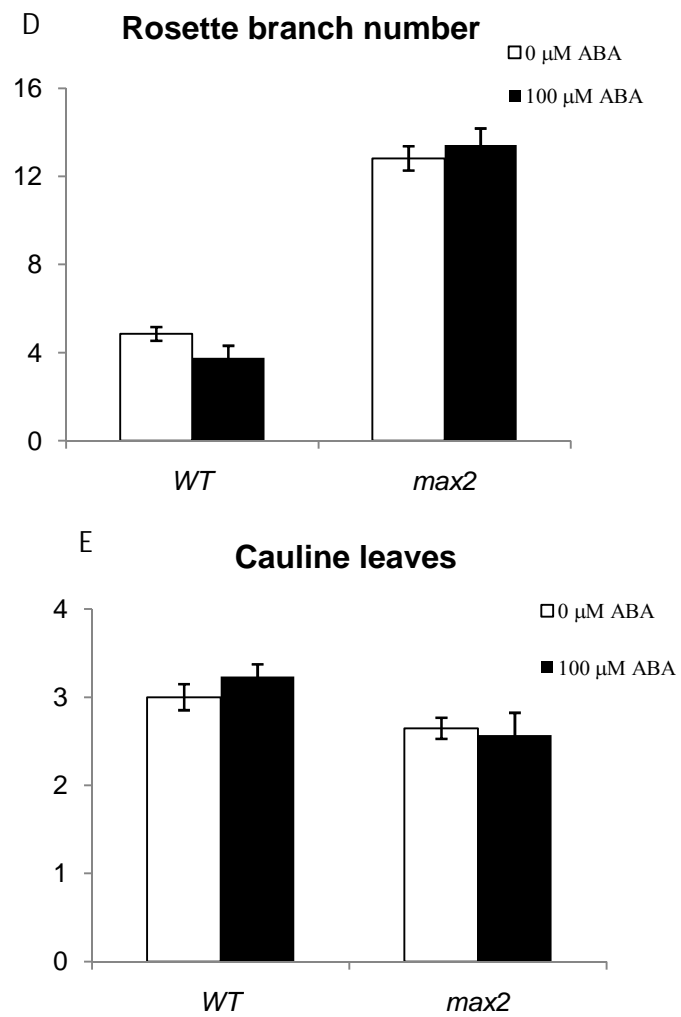 D
Rosette branch number
0 μM ABA
100 μM ABA
16
12
8
4
0
WT max2
E
Cauline leaves
0 μM ABA
100 μM ABA
4
3
2
1
0
WT max2